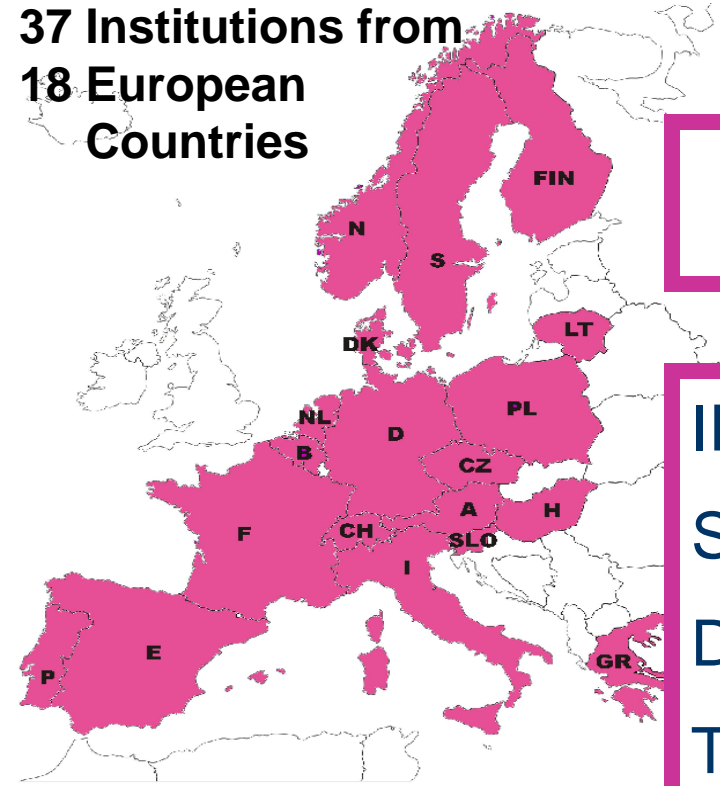 37 Institutions from
18 European
Countries
FIN
N
S
LT
DK
NL
PL
D
B
CZ
A
H
CH
F
SLO
I
E
GR
P
S
D
T